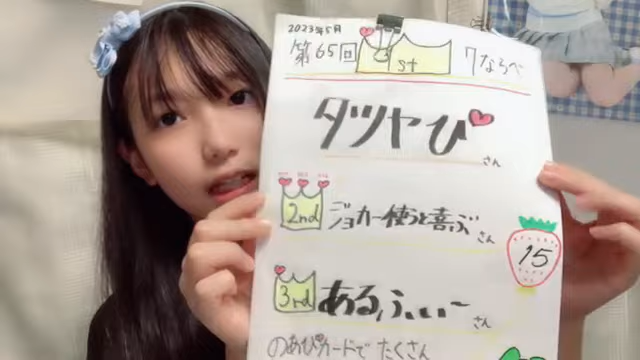 2023年5月
第65回 1st 7ならべ
タツヤぴ さん
2nd ジョカー使うと喜ぶ さん
15
3rd あるふぃ~ さん
のあぴカードで たくさん